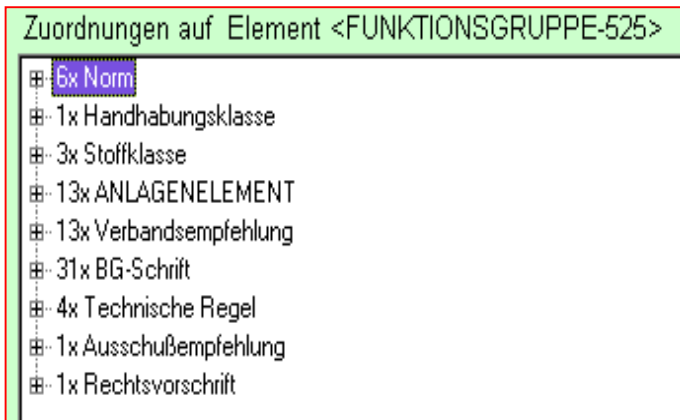 Zuordnungen auf Element <FUNKTIONSGRUPPE-525>
6x Norm
1x Handhabungsklasse
3x Stoffklasse
13x ANLAGENELEMENT
13x Verbandsempfehlung
31x BG-Schrift
4x Technische Regel
1x Ausschußempfehlung
1x Rechtsvorschrift